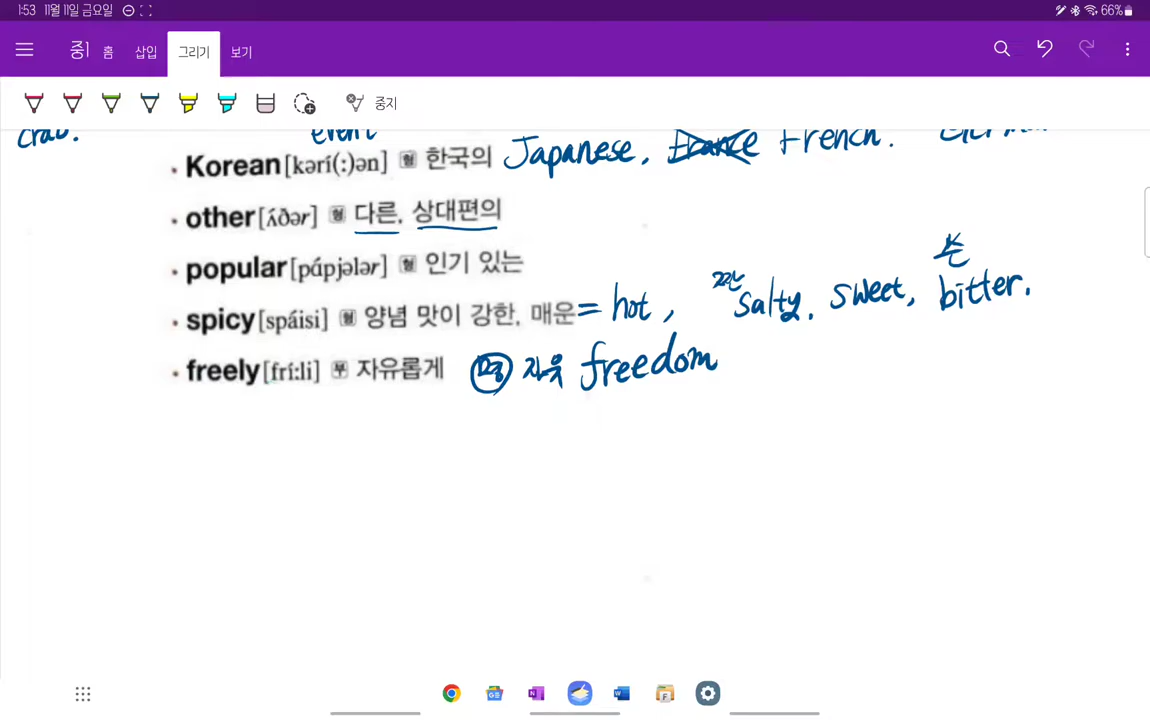 1:53 11월 11일 금요일 66%
중1 홈 삽입 그리기 보기
중지
crab. event German
• Korean[kərí(ː)ən] 형 한국의 Japanese, France French.
• other[ʌ́ðər] 형 다른, 상대편의
• popular[pápjələr] 형 인기 있는
쓴
짠
• spicy[spáisi] 형 양념 맛이 강한, 매운 = hot, salty, sweet, bitter.
• freely[fríːli] 부 자유롭게 명 자유 freedom